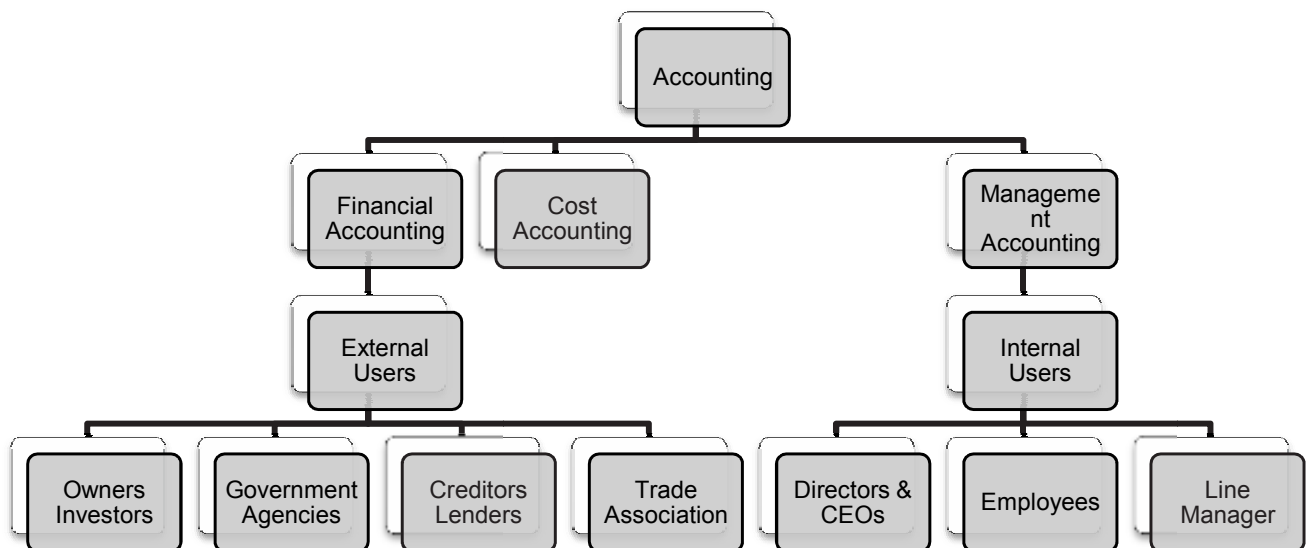 Accounting
Financial
Accounting
Cost
Accounting
Manageme
nt
Accounting
External
Users
Internal
Users
Owners
Investors
Government
Agencies
Creditors
Lenders
Trade
Association
Directors &
CEOs
Employees
Line
Manager